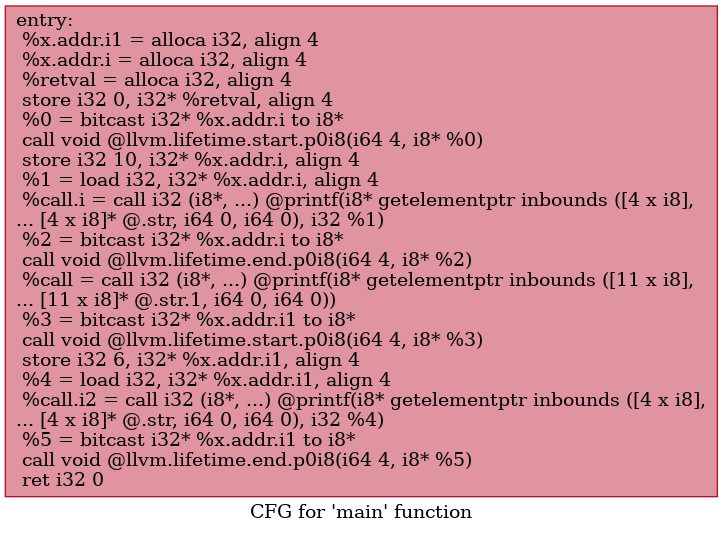 entry:
%x.addr.i1 = alloca i32, align 4
%x.addr.i = alloca i32, align 4
%retval = alloca i32, align 4
store i32 0, i32* %retval, align 4
%0 = bitcast i32* %x.addr.i to i8*
call void @llvm.lifetime.start.p0i8(i64 4, i8* %0)
store i32 10, i32* %x.addr.i, align 4
%1 = load i32, i32* %x.addr.i, align 4
%call.i = call i32 (i8*, ...) @printf(i8* getelementptr inbounds ([4 x i8],
... [4 x i8]* @.str, i64 0, i64 0), i32 %1)
%2 = bitcast i32* %x.addr.i to i8*
call void @llvm.lifetime.end.p0i8(i64 4, i8* %2)
%call = call i32 (i8*, ...) @printf(i8* getelementptr inbounds ([11 x i8],
... [11 x i8]* @.str.1, i64 0, i64 0))
%3 = bitcast i32* %x.addr.i1 to i8*
call void @llvm.lifetime.start.p0i8(i64 4, i8* %3)
store i32 6, i32* %x.addr.i1, align 4
%4 = load i32, i32* %x.addr.i1, align 4
%call.i2 = call i32 (i8*, ...) @printf(i8* getelementptr inbounds ([4 x i8],
... [4 x i8]* @.str, i64 0, i64 0), i32 %4)
%5 = bitcast i32* %x.addr.i1 to i8*
call void @llvm.lifetime.end.p0i8(i64 4, i8* %5)
ret i32 0
CFG for 'main' function